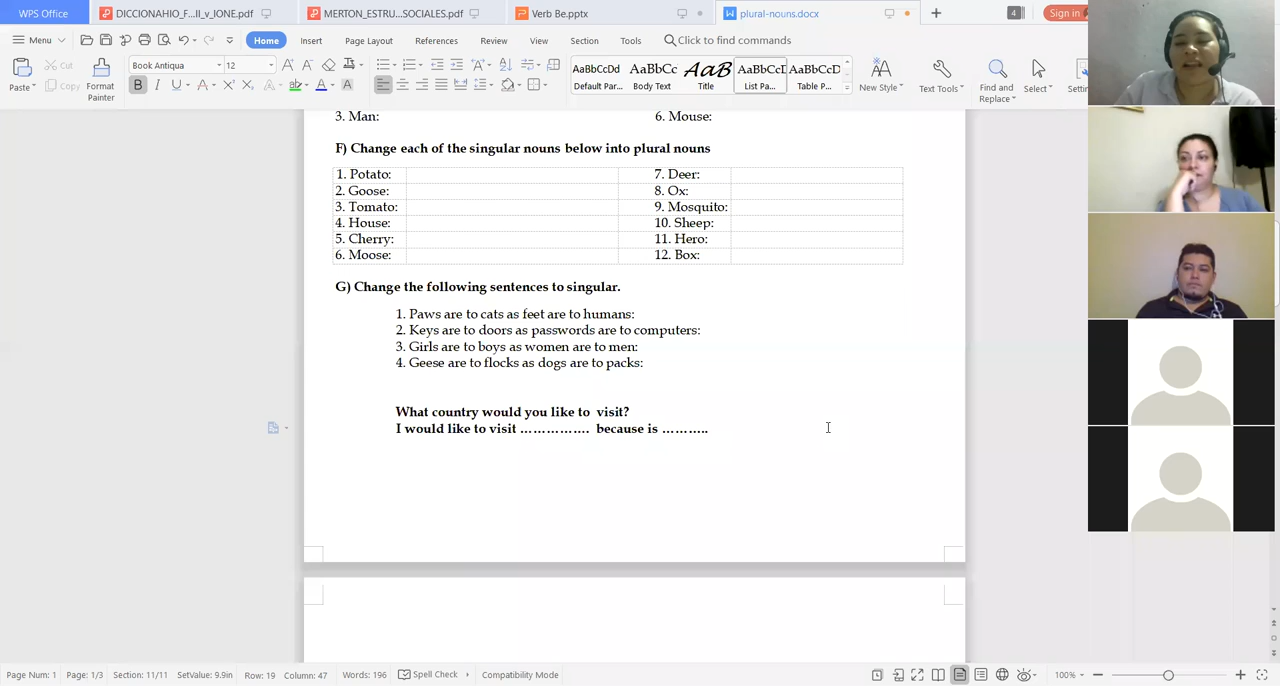 WPS Office DICCIONAHIO_F...II_v_IONE.pdf MERTON_ESTRU...SOCIALES.pdf Verb Be.pptx plural-nouns.docx 4 Sign in
Menu Home Insert Page Layout References Review View Section Tools Click to find commands
Cut Book Antiqua 12 AaBbCcDd AaBbCc AaB AaBbCcI AaBbCcD
Paste Copy Format Painter B I U A Default Par... Body Text Title List Pa... Table P... New Style Text Tools Find and Replace Select
3. Man: 6. Mouse:
F) Change each of the singular nouns below into plural nouns
1. Potato: 7. Deer:
2. Goose: 8. Ox:
3. Tomato: 9. Mosquito:
4. House: 10. Sheep:
5. Cherry: 11. Hero:
6. Moose: 12. Box:
G) Change the following sentences to singular.
1. Paws are to cats as feet are to humans:
2. Keys are to doors as passwords are to computers:
3. Girls are to boys as women are to men:
4. Geese are to flocks as dogs are to packs:
What country would you like to visit?
I would like to visit ................ because is ...........
Page Num: 1 Page: 1/3 Section: 11/11 SetValue: 9.9in Row: 19 Column: 47 Words: 196 Spell Check Compatibility Mode 100%